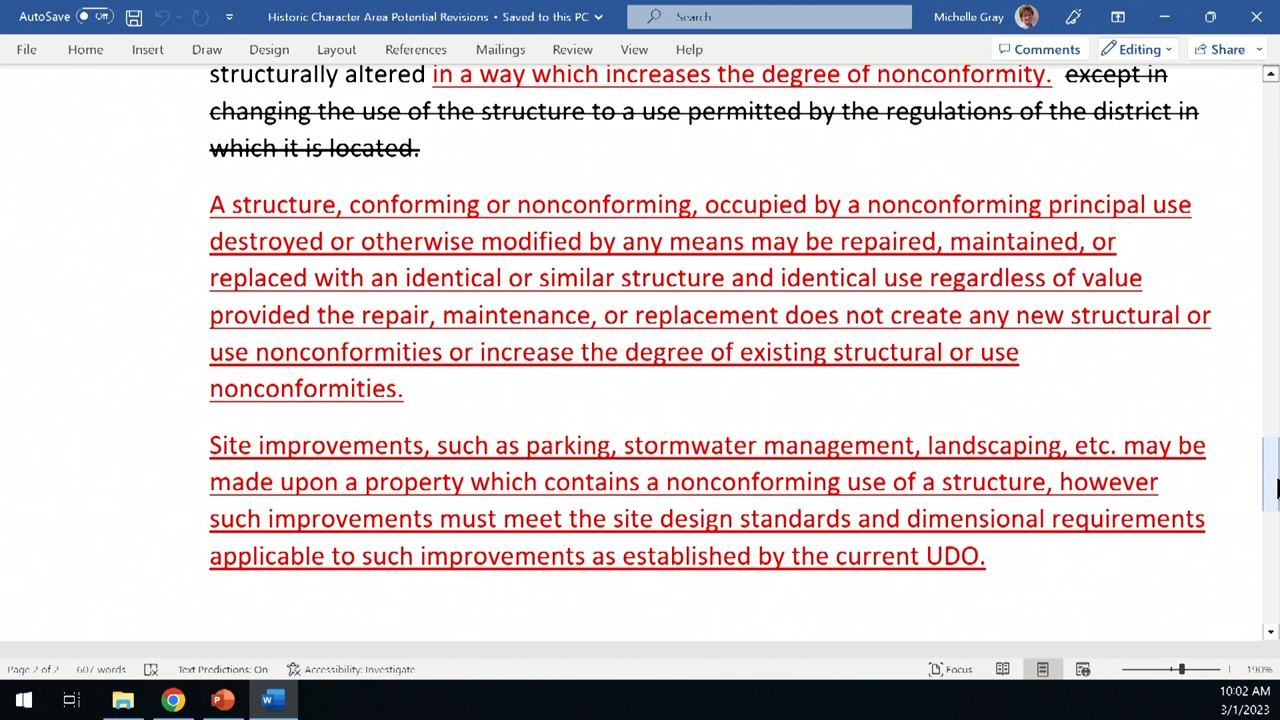 AutoSave Off Historic Character Area Potential Revisions • Saved to this PC Search Michelle Gray
File Home Insert Draw Design Layout References Mailings Review View Help Comments Editing Share
structurally altered in a way which increases the degree of nonconformity. except in
changing the use of the structure to a use permitted by the regulations of the district in
which it is located.
A structure, conforming or nonconforming, occupied by a nonconforming principal use
destroyed or otherwise modified by any means may be repaired, maintained, or
replaced with an identical or similar structure and identical use regardless of value
provided the repair, maintenance, or replacement does not create any new structural or
use nonconformities or increase the degree of existing structural or use
nonconformities.
Site improvements, such as parking, stormwater management, landscaping, etc. may be
made upon a property which contains a nonconforming use of a structure, however
such improvements must meet the site design standards and dimensional requirements
applicable to such improvements as established by the current UDO.
Page 2 of 2 607 words Text Predictions: On Accessibility: Investigate Focus 190%
10:02 AM
3/1/2023